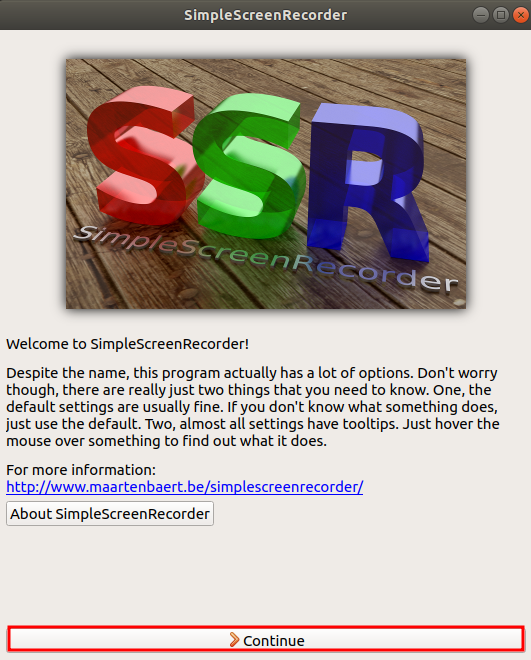 SimpleScreenRecorder
SSR
SimpleScreenRecorder
Welcome to SimpleScreenRecorder!
Despite the name, this program actually has a lot of options. Don't worry
though, there are really just two things that you need to know. One, the
default settings are usually fine. If you don't know what something does,
just use the default. Two, almost all settings have tooltips. Just hover the
mouse over something to find out what it does.
For more information:
http://www.maartenbaert.be/simplescreenrecorder/
About SimpleScreenRecorder
Continue